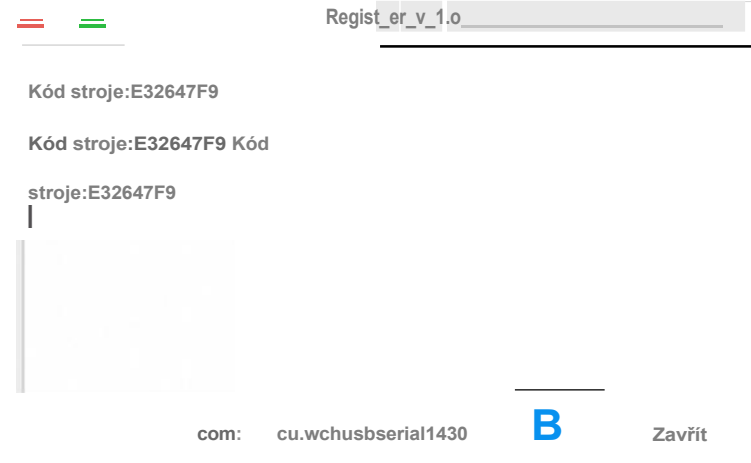 Regist_er_v_1.o
Kód stroje:E32647F9
Kód stroje:E32647F9 Kód
stroje:E32647F9
com: cu.wchusbserial1430 B Zavřít